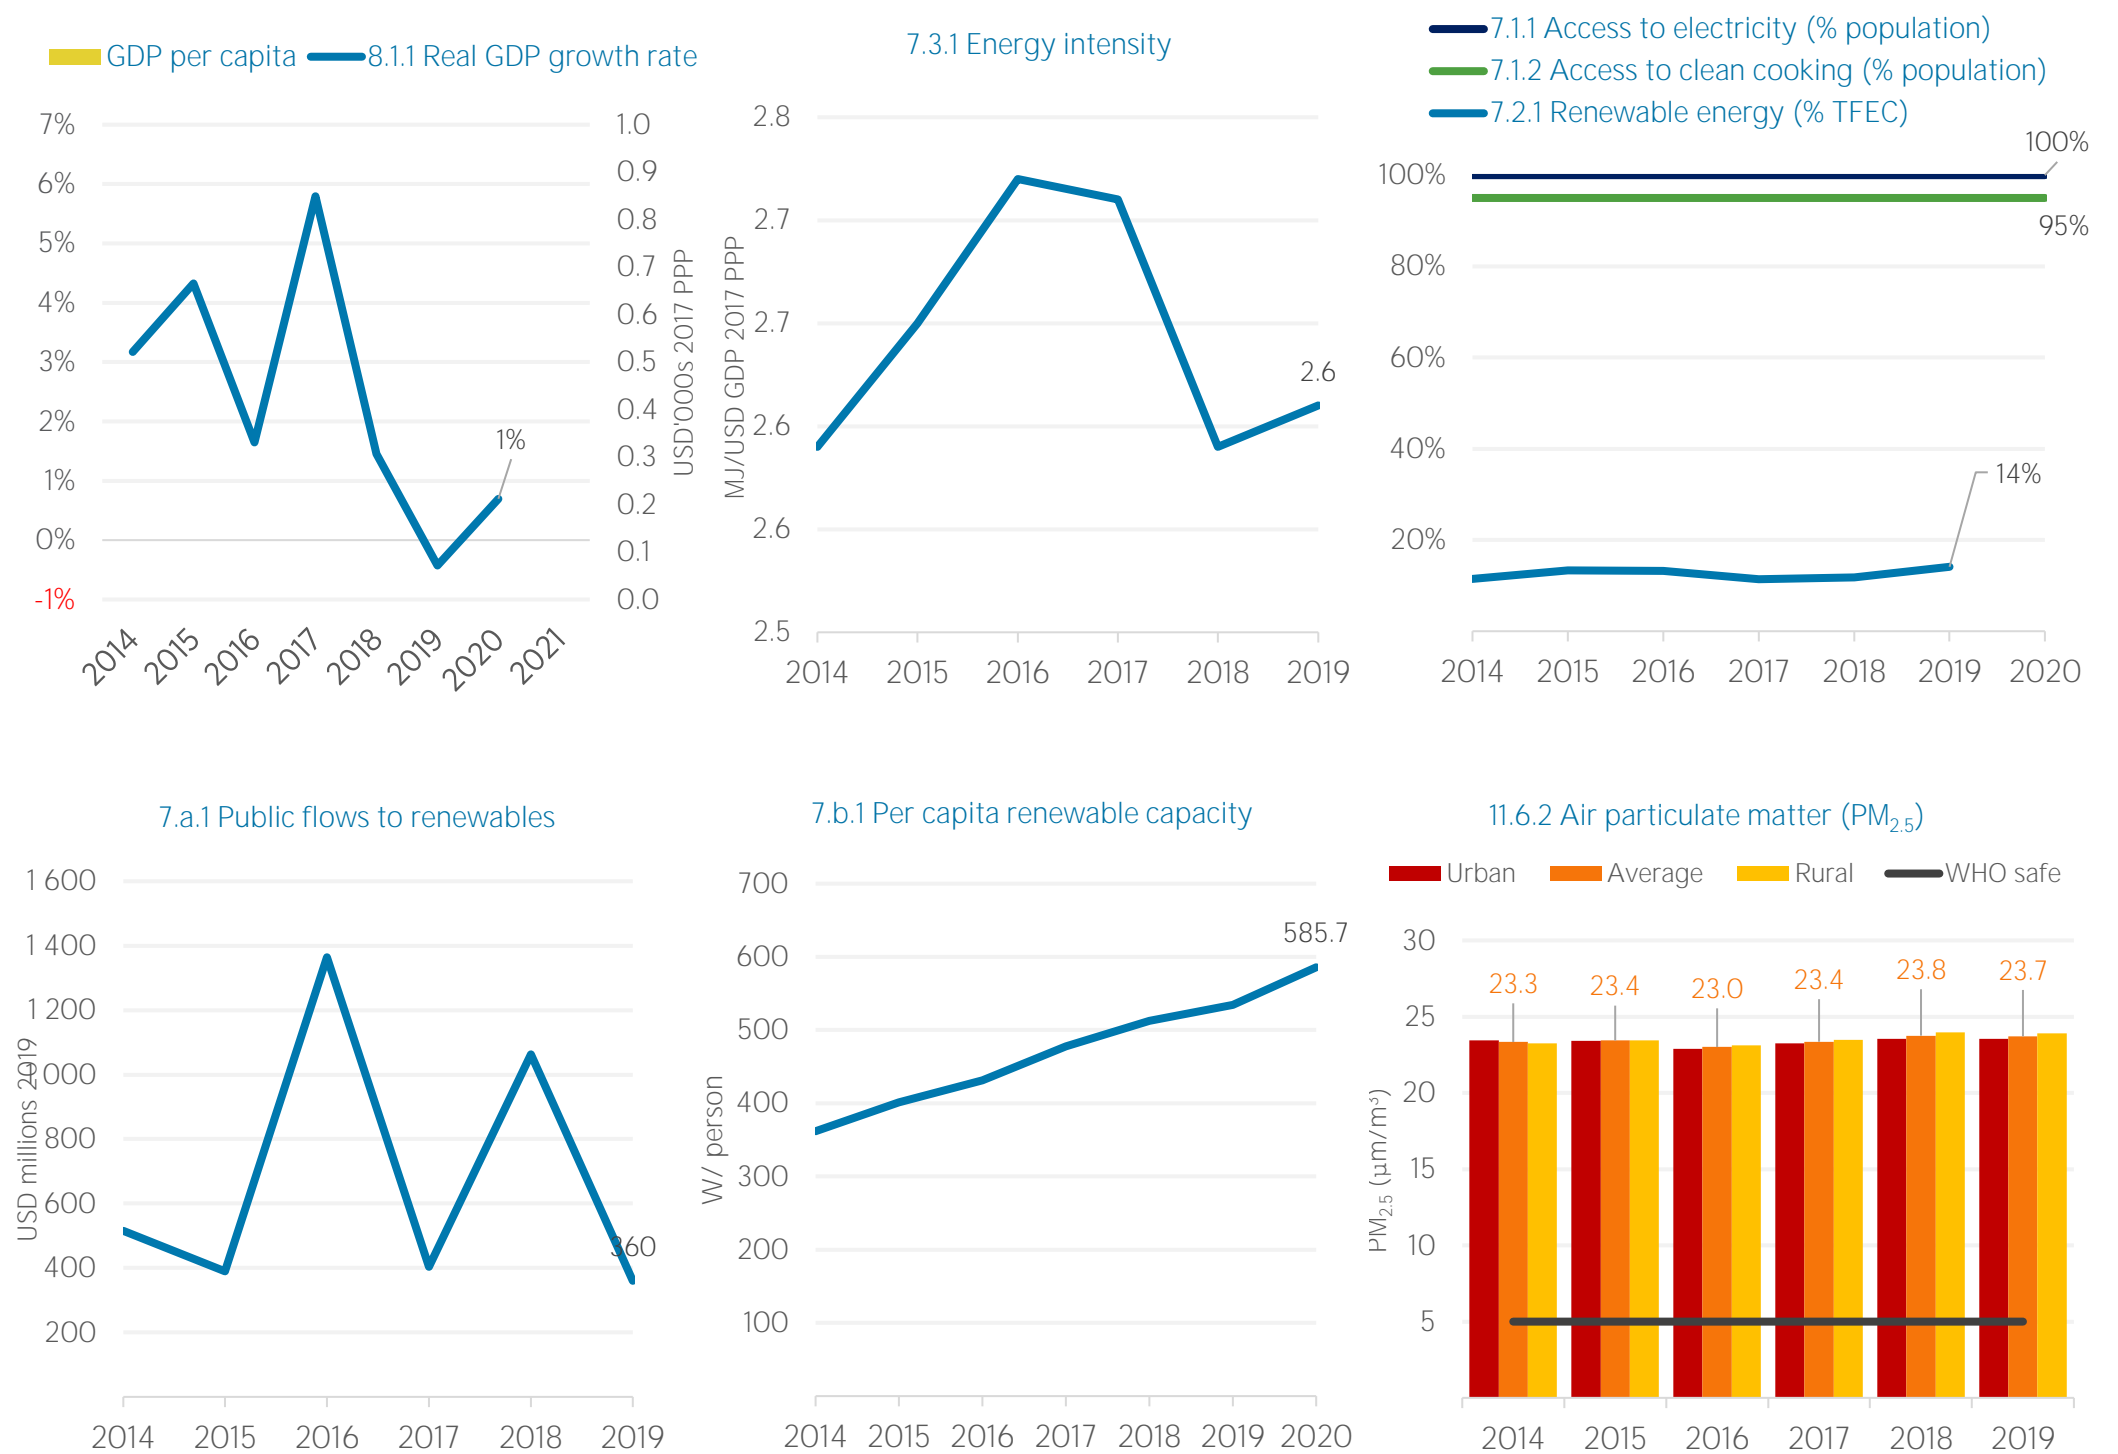 GDP per capita 8.1.1 Real GDP growth rate
7%
6%
5%
4%
3%
2%
1%
0%
-1%
1.0
0.9
0.8
0.7
0.6
0.5
0.4
0.3
0.2
0.1
0.0
USD'000s 2017 PPP
1%
2014 2015 2016 2017 2018 2019 2020 2021
7.3.1 Energy intensity
MJ/USD GDP 2017 PPP
2.8
2.7
2.7
2.6
2.6
2.5
2.6
2014 2015 2016 2017 2018 2019
7.1.1 Access to electricity (% population)
7.1.2 Access to clean cooking (% population)
7.2.1 Renewable energy (% TFEC)
100%
80%
60%
40%
20%
100%
95%
14%
2014 2015 2016 2017 2018 2019 2020
7.a.1 Public flows to renewables
USD millions 2019
1 600
1 400
1 200
1 000
800
600
400
200
360
2014 2015 2016 2017 2018 2019
7.b.1 Per capita renewable capacity
W/ person
700
600
500
400
300
200
100
585.7
2014 2015 2016 2017 2018 2019 2020
11.6.2 Air particulate matter (PM2.5)
Urban Average Rural WHO safe
PM2.5 (µm/m³)
30
25
20
15
10
5
23.3 23.4 23.0 23.4 23.8 23.7
2014 2015 2016 2017 2018 2019